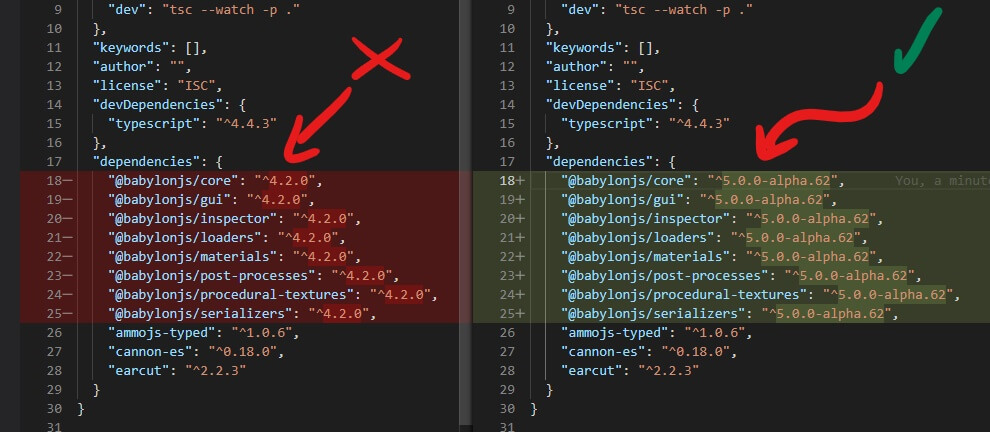 9 "dev": "tsc --watch -p ."
10 },
11 "keywords": [],
12 "author": "",
13 "license": "ISC",
14 "devDependencies": {
15 "typescript": "^4.4.3"
16 },
17 "dependencies": {
18— "@babylonjs/core": "^4.2.0",
19— "@babylonjs/gui": "^4.2.0",
20— "@babylonjs/inspector": "^4.2.0",
21— "@babylonjs/loaders": "^4.2.0",
22— "@babylonjs/materials": "^4.2.0",
23— "@babylonjs/post-processes": "^4.2.0",
24— "@babylonjs/procedural-textures": "^4.2.0",
25— "@babylonjs/serializers": "^4.2.0",
26 "ammojs-typed": "^1.0.6",
27 "cannon-es": "^0.18.0",
28 "earcut": "^2.2.3"
29 }
30 }
31
9 "dev": "tsc --watch -p ."
10 },
11 "keywords": [],
12 "author": "",
13 "license": "ISC",
14 "devDependencies": {
15 "typescript": "^4.4.3"
16 },
17 "dependencies": {
18+ "@babylonjs/core": "^5.0.0-alpha.62", You, a minute
19+ "@babylonjs/gui": "^5.0.0-alpha.62",
20+ "@babylonjs/inspector": "^5.0.0-alpha.62",
21+ "@babylonjs/loaders": "^5.0.0-alpha.62",
22+ "@babylonjs/materials": "^5.0.0-alpha.62",
23+ "@babylonjs/post-processes": "^5.0.0-alpha.62",
24+ "@babylonjs/procedural-textures": "^5.0.0-alpha.62",
25+ "@babylonjs/serializers": "^5.0.0-alpha.62",
26 "ammojs-typed": "^1.0.6",
27 "cannon-es": "^0.18.0",
28 "earcut": "^2.2.3"
29 }
30 }
31